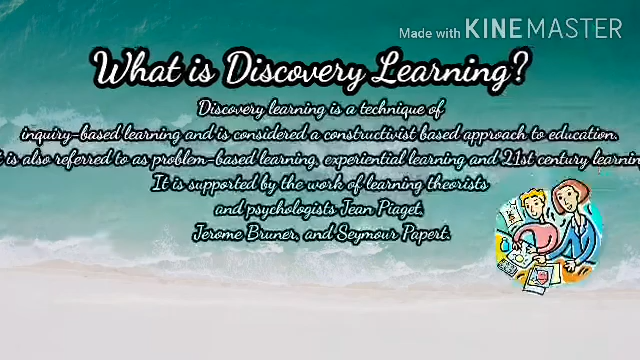 Made with KINEMASTER
What is Discovery Learning?
Discovery learning is a technique of
inquiry-based learning and is considered a constructivist based approach to education.
is also referred to as problem-based learning, experiential learning and 21st century learning
It is supported by the work of learning theorists
and psychologists Jean Piaget,
Jerome Bruner, and Seymour Papert.